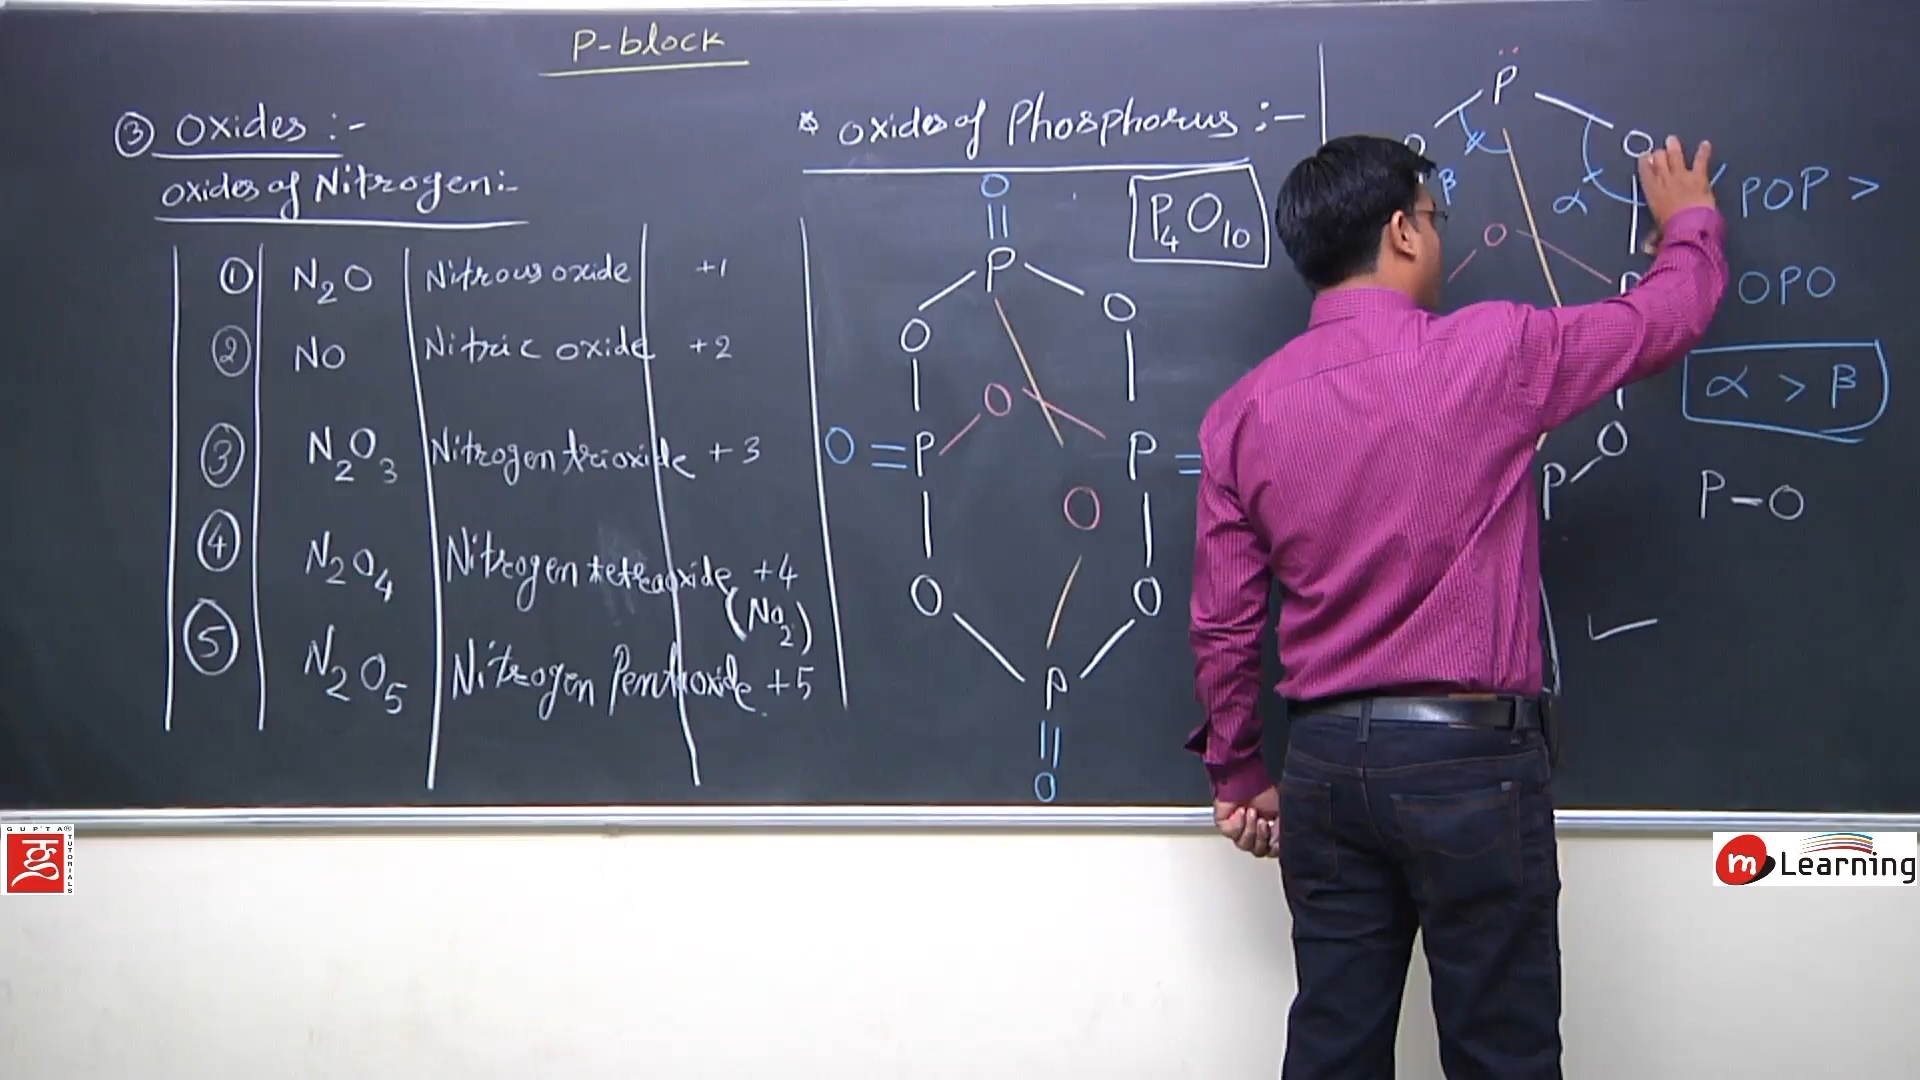 P-block
③ Oxides :-
Oxides of Nitrogen:-
① N2O Nitrous oxide +1
② NO Nitric oxide +2
③ N2O3 Nitrogen trioxide +3
④ N2O4 Nitrogen tetraoxide +4
(NO2)
⑤ N2O5 Nitrogen Pentoxide +5
* Oxides of Phosphorus :-
P4O10
O
P
O O
O
O P P
O
O O
P
O
P
O O
β α
O
P
O
P
POP >
OPO
α > β
P-O
GUPTA®
TUTORIALS
m Learning